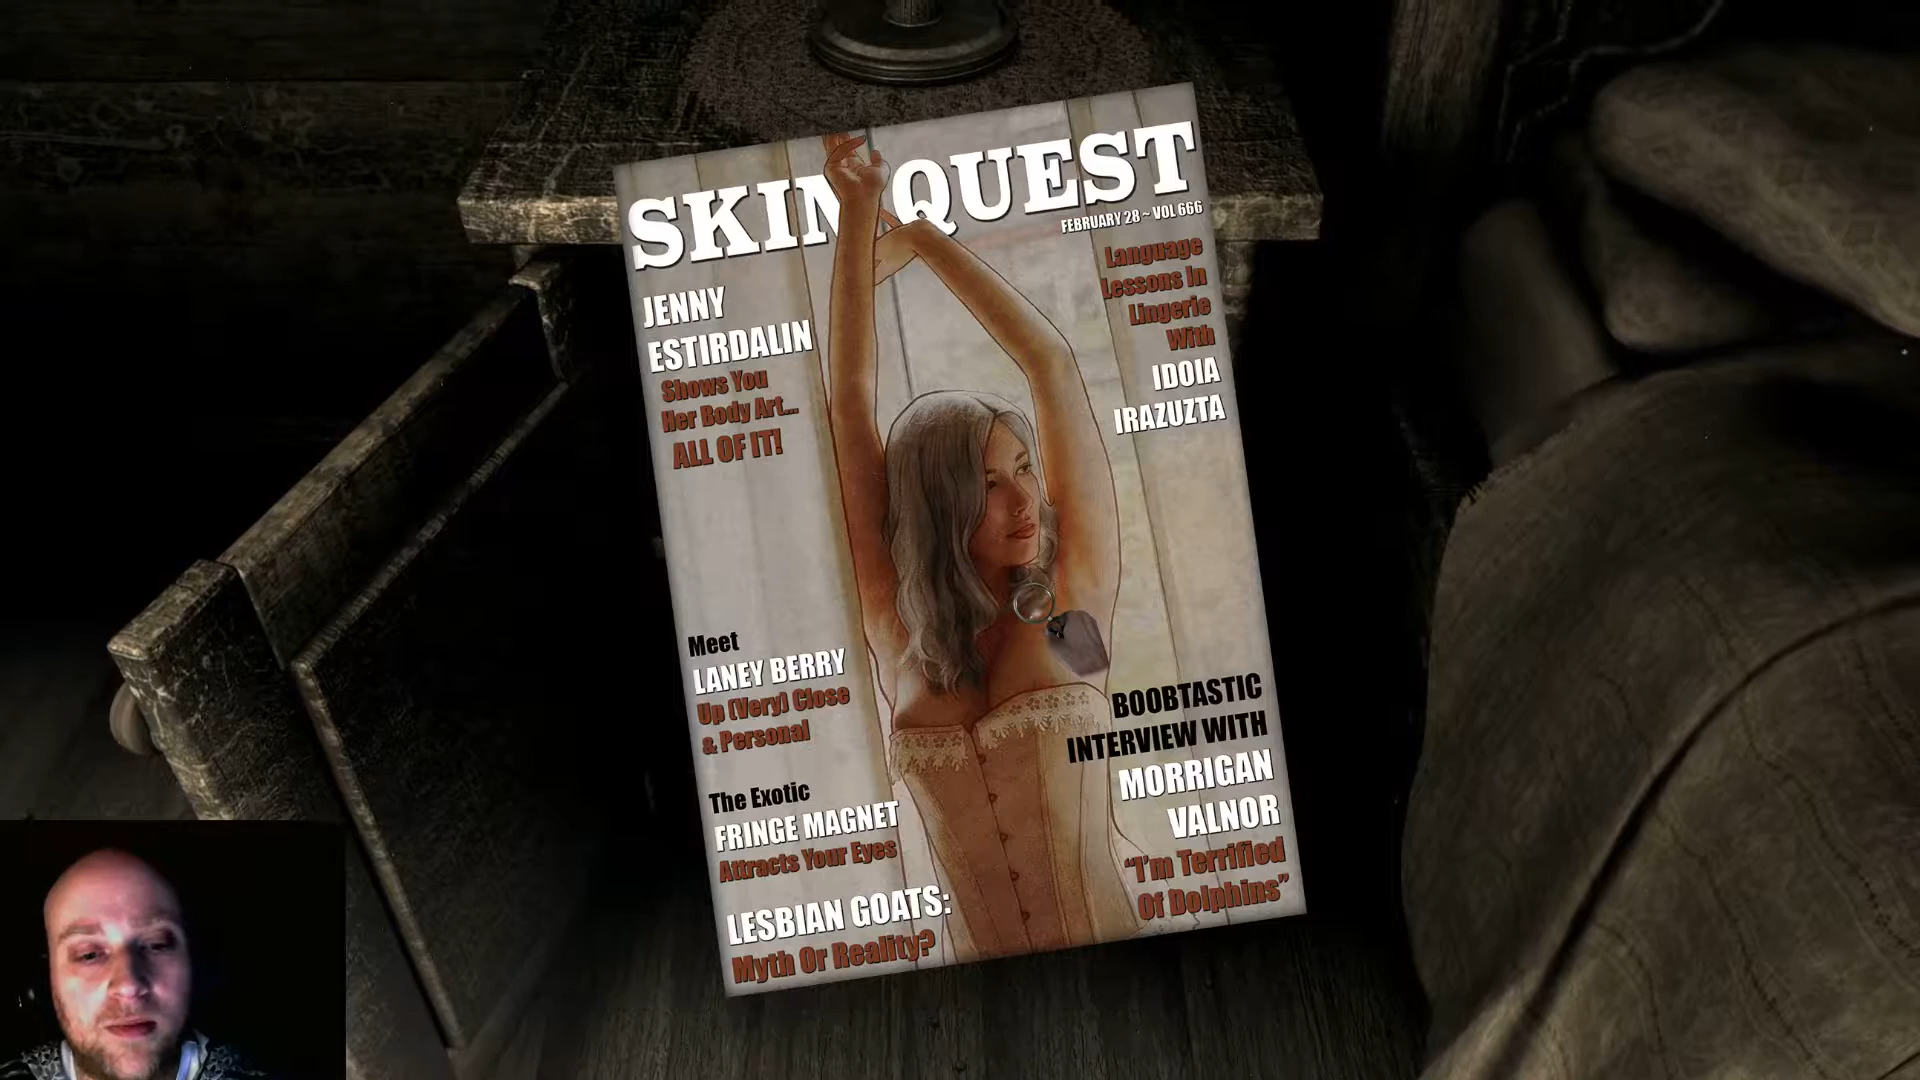 SKIN QUEST
FEBRUARY 28 ~ VOL 666
JENNY
ESTIRDALIN
Shows You
Her Body Art...
ALL OF IT!
Language
Lessons In
Lingerie
With
IDOIA
IRAZUZTA
Meet
LANEY BERRY
Up (Very) Close
& Personal
The Exotic
FRINGE MAGNET
Attracts Your Eyes
LESBIAN GOATS:
Myth Or Reality?
BOOBTASTIC
INTERVIEW WITH
MORRIGAN
VALNOR
"I'm Terrified
Of Dolphins"